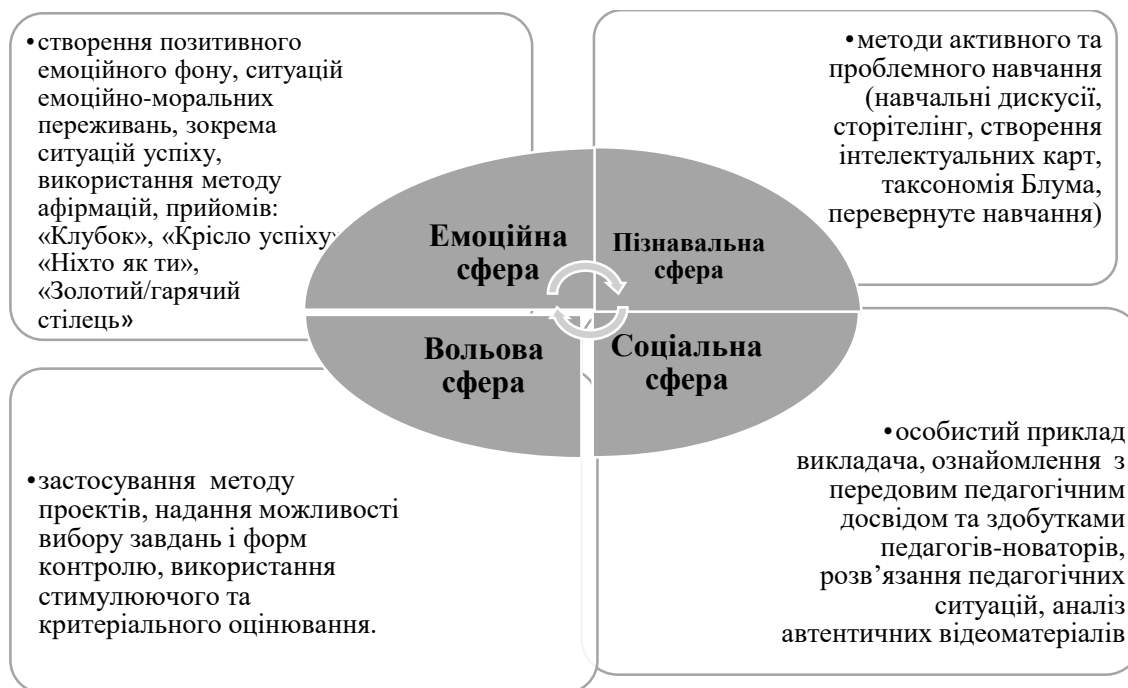 •створення позитивного
емоційного фону, ситуацій
емоційно-моральних
переживань, зокрема
ситуацій успіху,
використання методу
афірмацій, прийомів:
«Клубок», «Крісло успіху»
«Ніхто як ти»,
«Золотий/гарячий
стілець»
•методи активного та
проблемного навчання
(навчальні дискусії,
сторітелінг, створення
інтелектуальних карт,
таксономія Блума,
перевернуте навчання)
Емоційна
сфера
Пізнавальна
сфера
Вольова
сфера
Соціальна
сфера
•застосування методу
проектів, надання можливості
вибору завдань і форм
контролю, використання
стимулюючого та
критеріального оцінювання.
•особистий приклад
викладача, ознайомлення з
передовим педагогічним
досвідом та здобутками
педагогів-новаторів,
розв’язання педагогічних
ситуацій, аналіз
автентичних відеоматеріалів